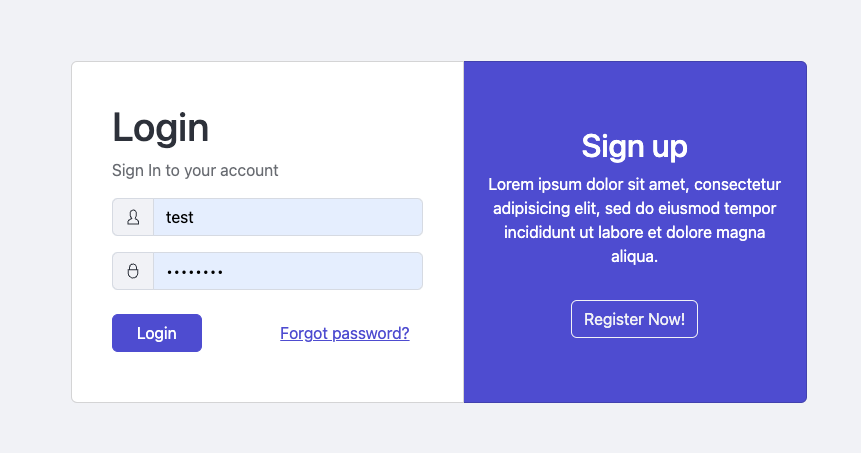 Login
Sign In to your account
test
••••••••
Login
Forgot password?
Sign up
Lorem ipsum dolor sit amet, consectetur
adipisicing elit, sed do eiusmod tempor
incididunt ut labore et dolore magna
aliqua.
Register Now!